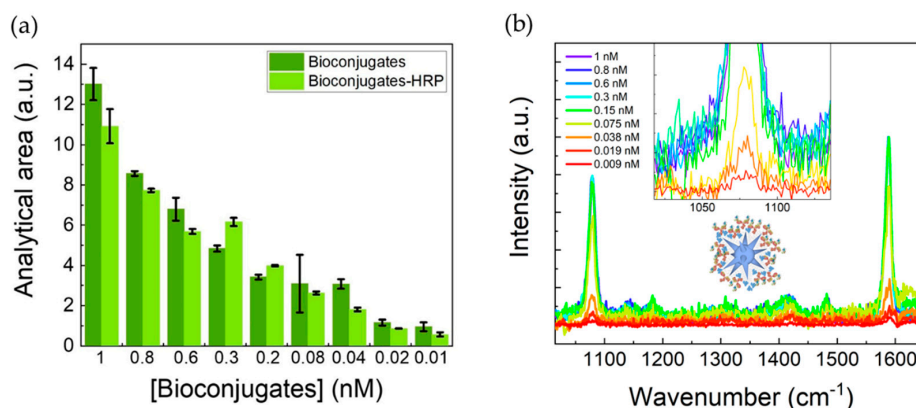 (a)
Analytical area (a.u.)
14
12
10
8
6
4
2
0
Bioconjugates
Bioconjugates-HRP
1 0.8 0.6 0.3 0.2 0.08 0.04 0.02 0.01
[Bioconjugates] (nM)
(b)
Intensity (a.u.)
1 nM
0.8 nM
0.6 nM
0.3 nM
0.15 nM
0.075 nM
0.038 nM
0.019 nM
0.009 nM
1050 1100
1100 1200 1300 1400 1500 1600
Wavenumber (cm⁻¹)